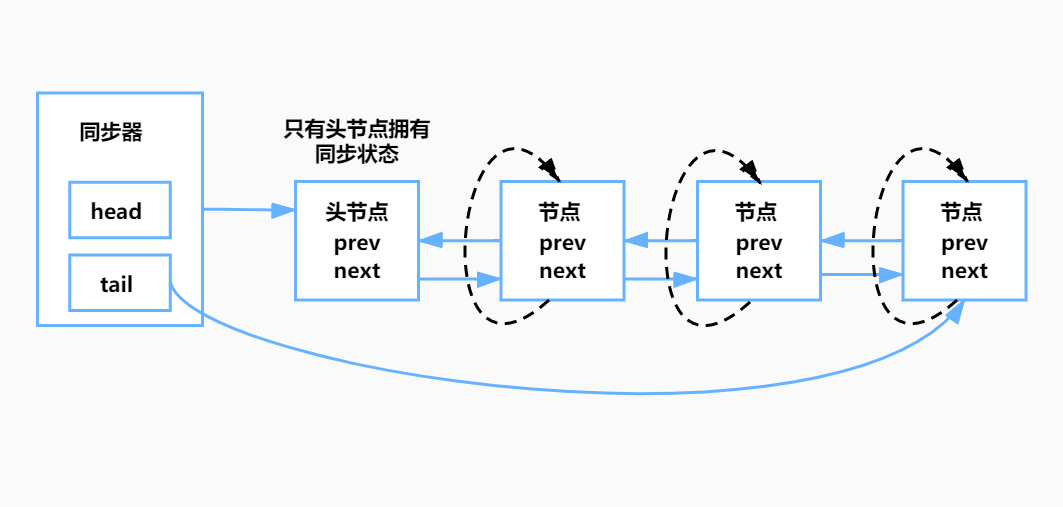 同步器
head
tail
只有头节点拥有
同步状态
头节点
prev
next
节点
prev
next
节点
prev
next
节点
prev
next